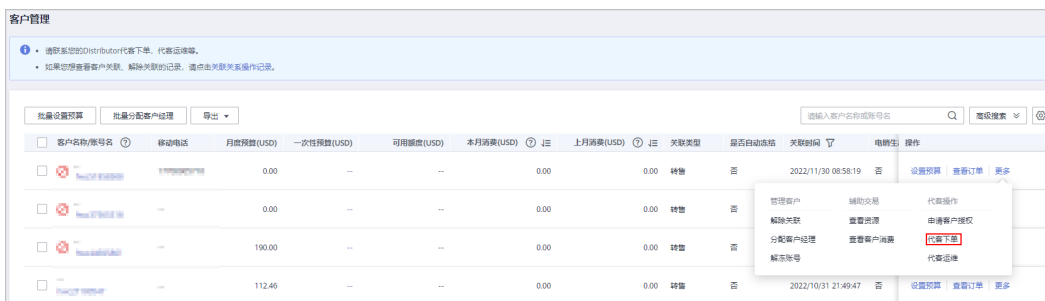 客户管理
• 请联系您的Distributor代客下单、代客运维等。
• 如果您想查看客户关联、解除关联的记录，请点击关联关系操作记录。
批量设置预算 批量分配客户经理 导出 请输入客户名称或账号名 高级搜索
客户名称/账号名 移动电话 月度预算(USD) 一次性预算(USD) 可用额度(USD) 本月消费(USD) 上月消费(USD) 关联类型 是否自动冻结 关联时间 电销生 操作
0.00 -- -- 0.00 0.00 转售 否 2022/11/30 08:58:19 否 设置预算 查看订单 更多
0.00 -- -- 0.00 0.00 转售 否
190.00 -- -- 0.00 0.00 转售 否
112.46 -- -- 0.00 0.00 转售 否 2022/10/31 21:49:47 否 设置预算 查看订单 更多
管理客户 辅助交易 代客操作
解除关联 查看资源 申请客户授权
分配客户经理 查看客户消费 代客下单
解冻账号 代客运维